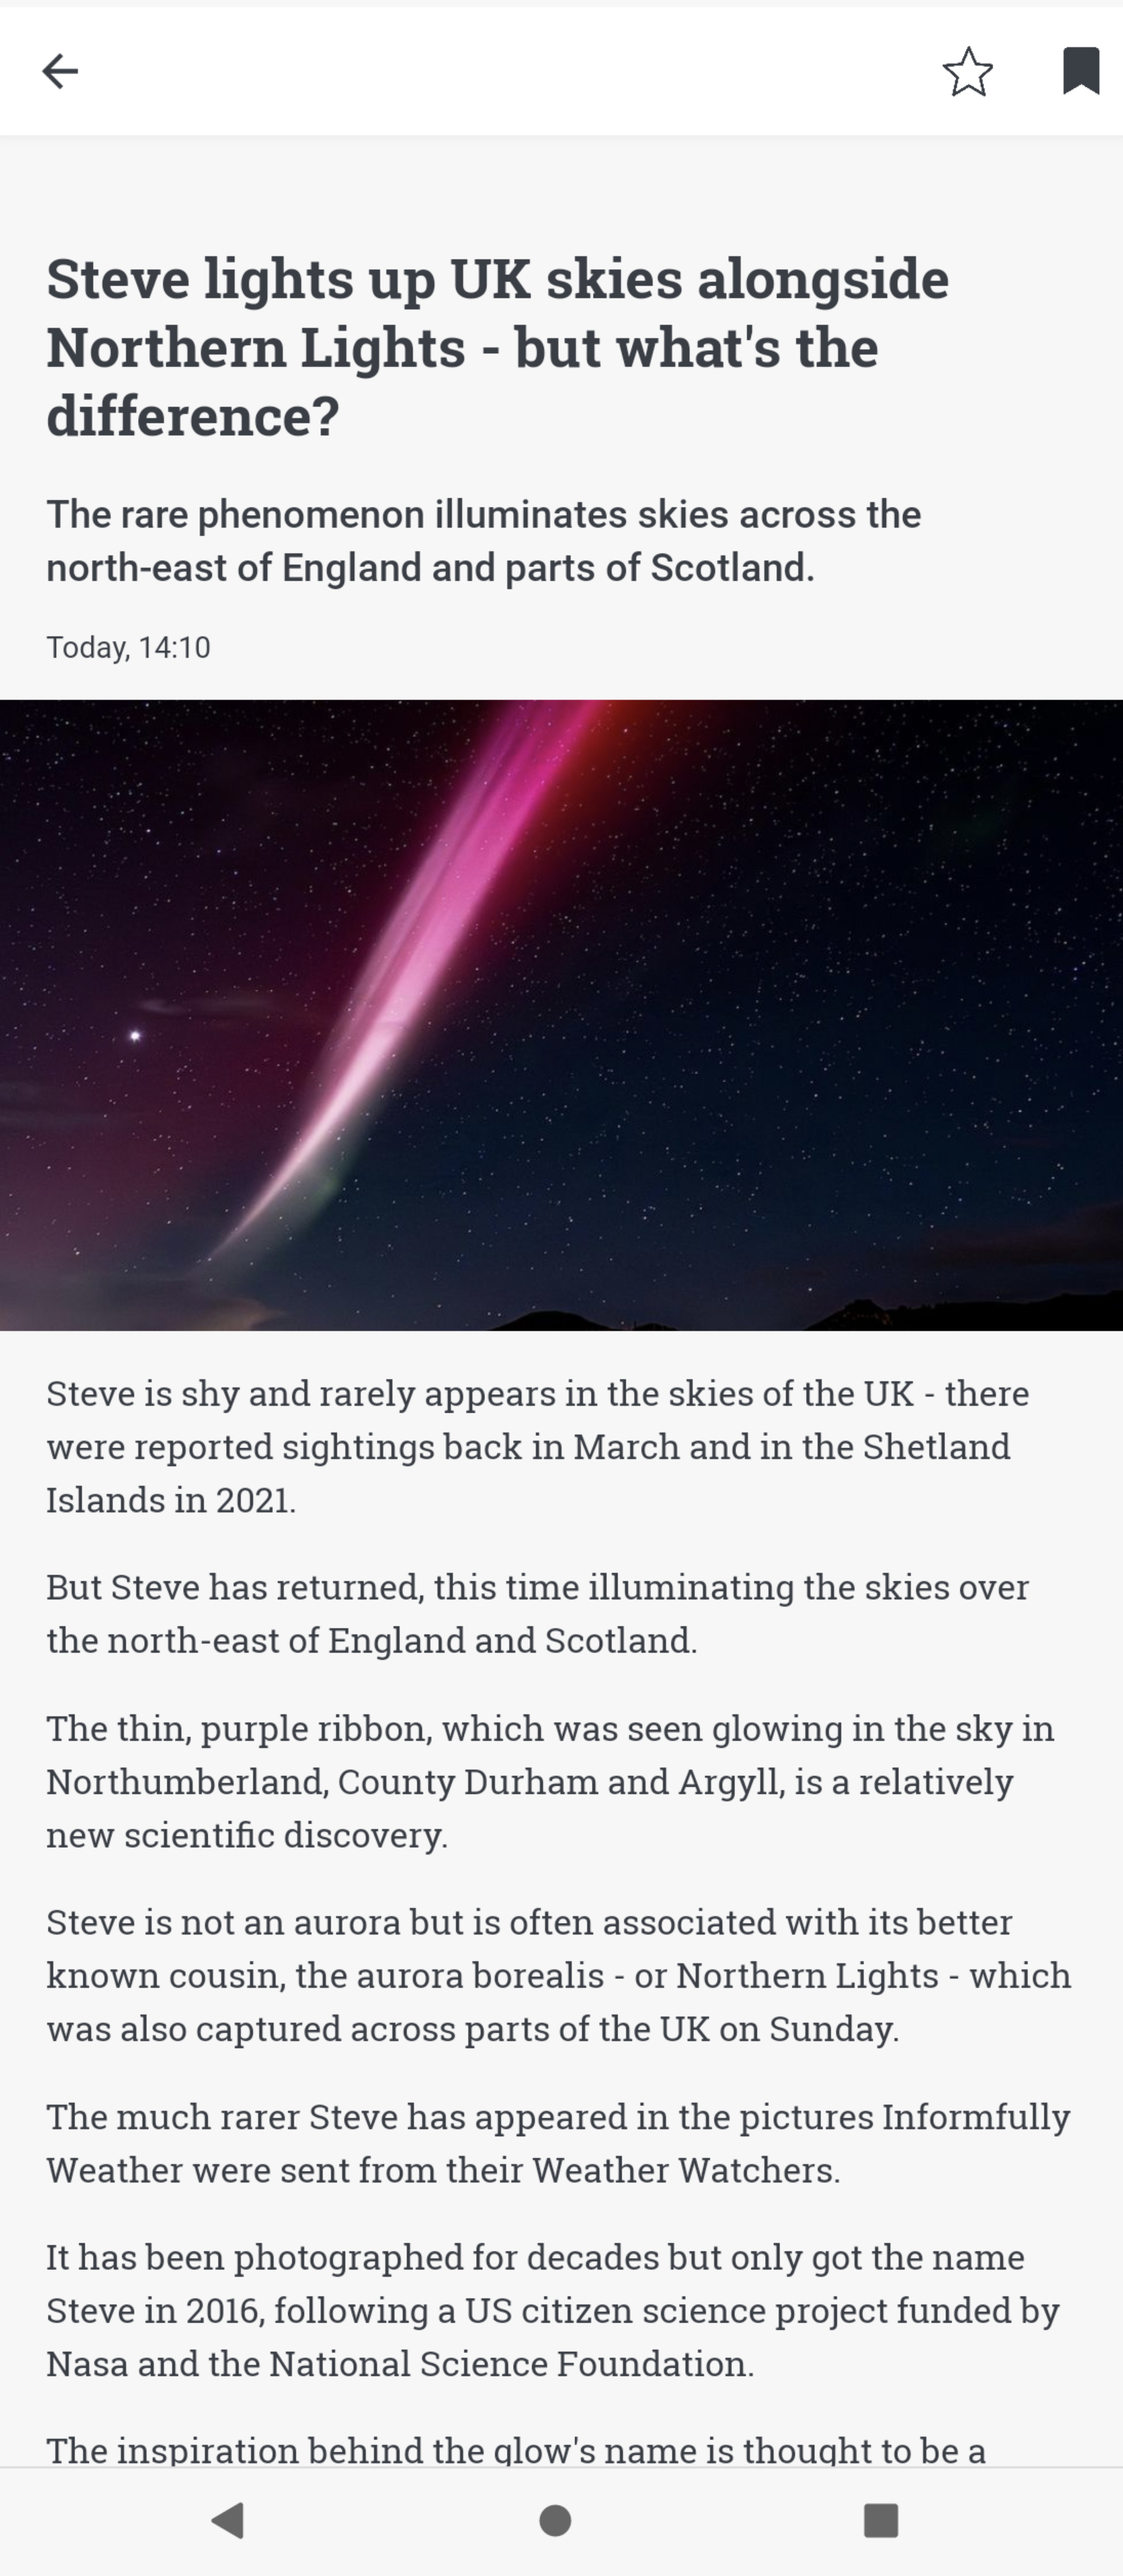 Steve lights up UK skies alongside
Northern Lights - but what's the
difference?
The rare phenomenon illuminates skies across the
north-east of England and parts of Scotland.
Today, 14:10
Steve is shy and rarely appears in the skies of the UK - there
were reported sightings back in March and in the Shetland
Islands in 2021.
But Steve has returned, this time illuminating the skies over
the north-east of England and Scotland.
The thin, purple ribbon, which was seen glowing in the sky in
Northumberland, County Durham and Argyll, is a relatively
new scientific discovery.
Steve is not an aurora but is often associated with its better
known cousin, the aurora borealis - or Northern Lights - which
was also captured across parts of the UK on Sunday.
The much rarer Steve has appeared in the pictures Informfully
Weather were sent from their Weather Watchers.
It has been photographed for decades but only got the name
Steve in 2016, following a US citizen science project funded by
Nasa and the National Science Foundation.
The inspiration behind the glow's name is thought to be a